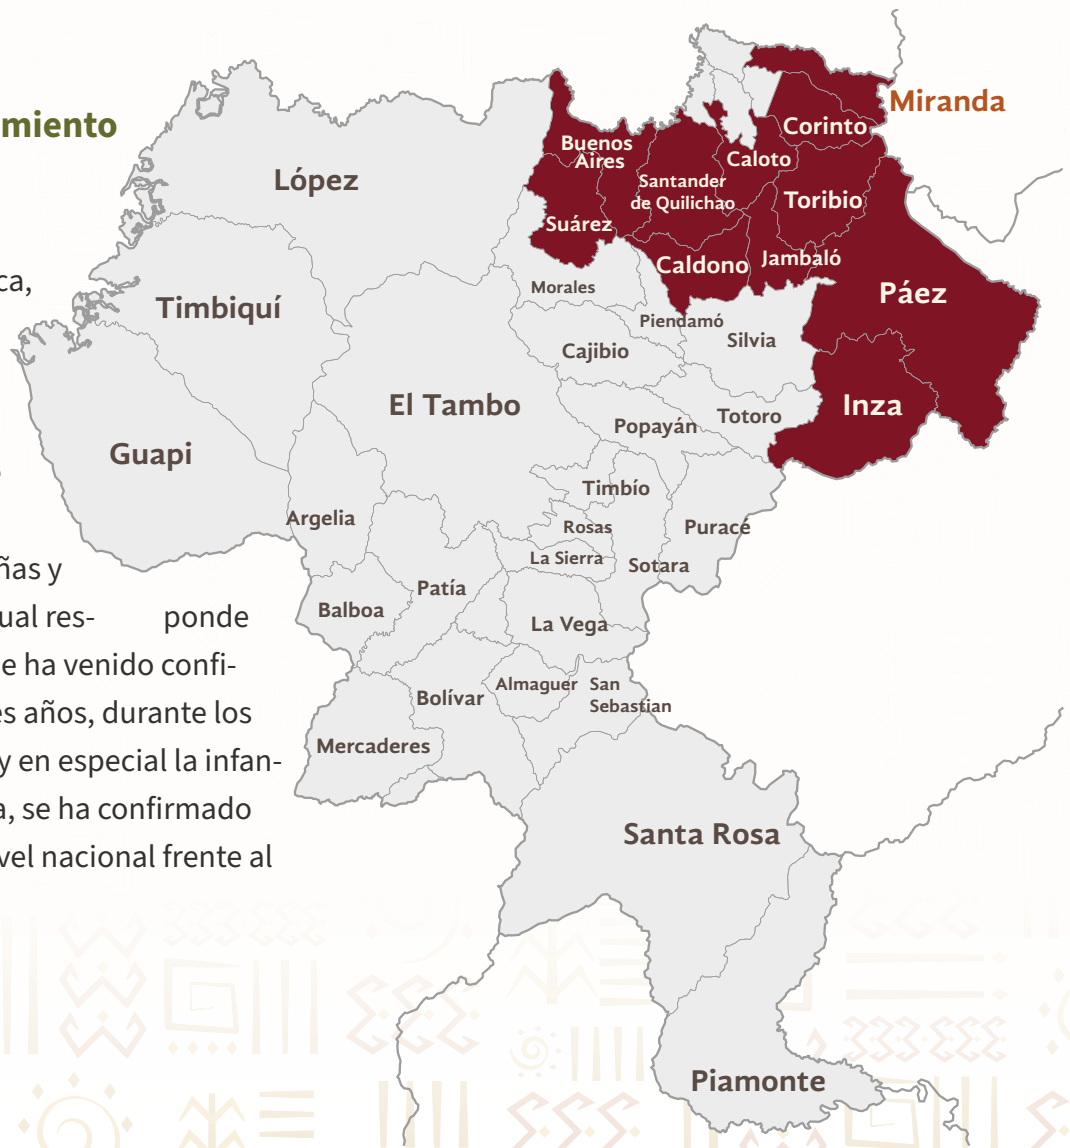 miento
ca,
ñas y
ual res- ponde
e ha venido confi-
es años, durante los
y en especial la infan-
a, se ha confirmado
vel nacional frente al
Miranda
Corinto
Buenos
Aires
Caloto
López
Santander
de Quilichao
Toribio
Suárez
Caldono
Jambaló
Páez
Morales
Timbiquí
Piendamó
Silvia
Cajibio
El Tambo
Inza
Totoro
Popayán
Guapi
Timbío
Argelia
Rosas
Puracé
La Sierra
Sotara
Patía
Balboa
La Vega
Almaguer
San
Sebastian
Bolívar
Mercaderes
Santa Rosa
Piamonte